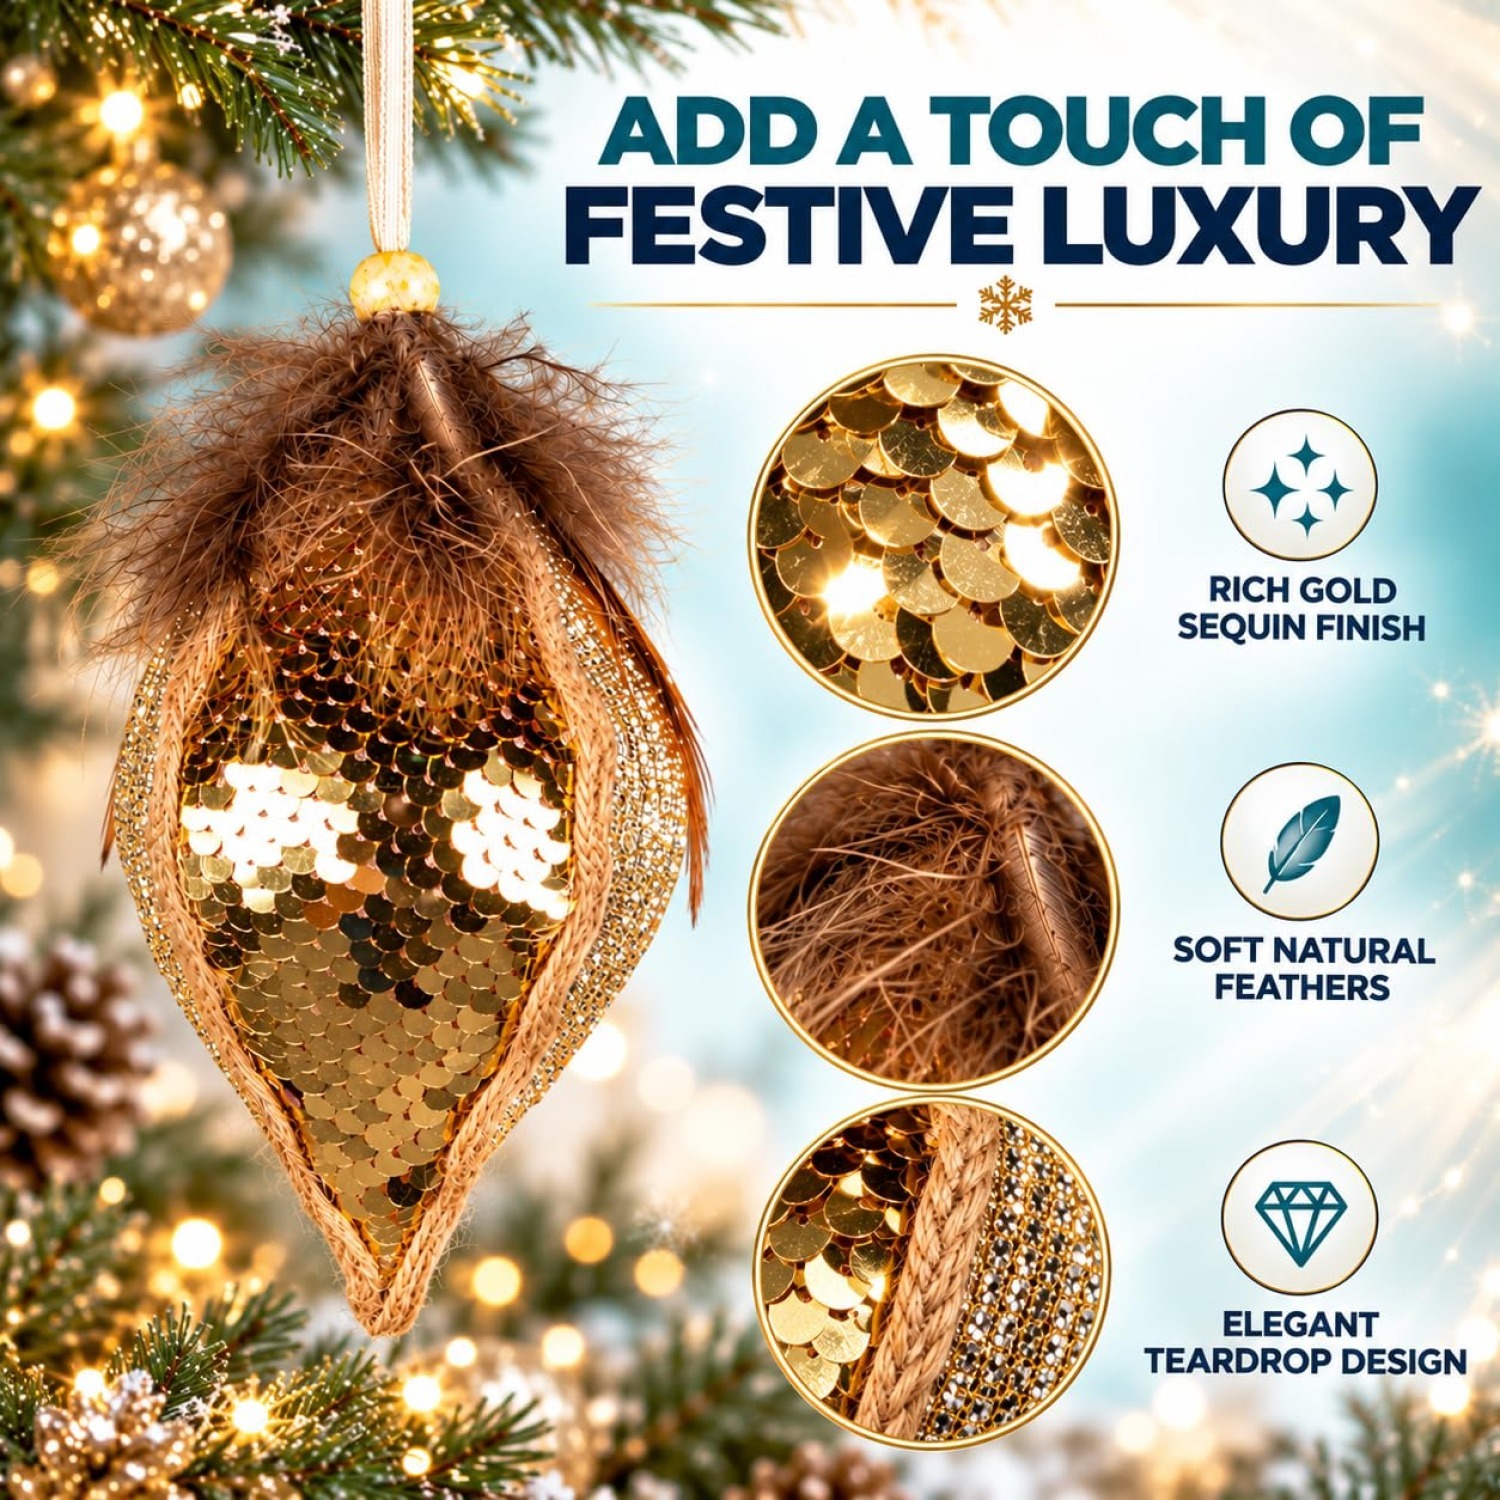 ADD A TOUCH OF
FESTIVE LUXURY
RICH GOLD
SEQUIN FINISH
SOFT NATURAL
FEATHERS
ELEGANT
TEARDROP DESIGN